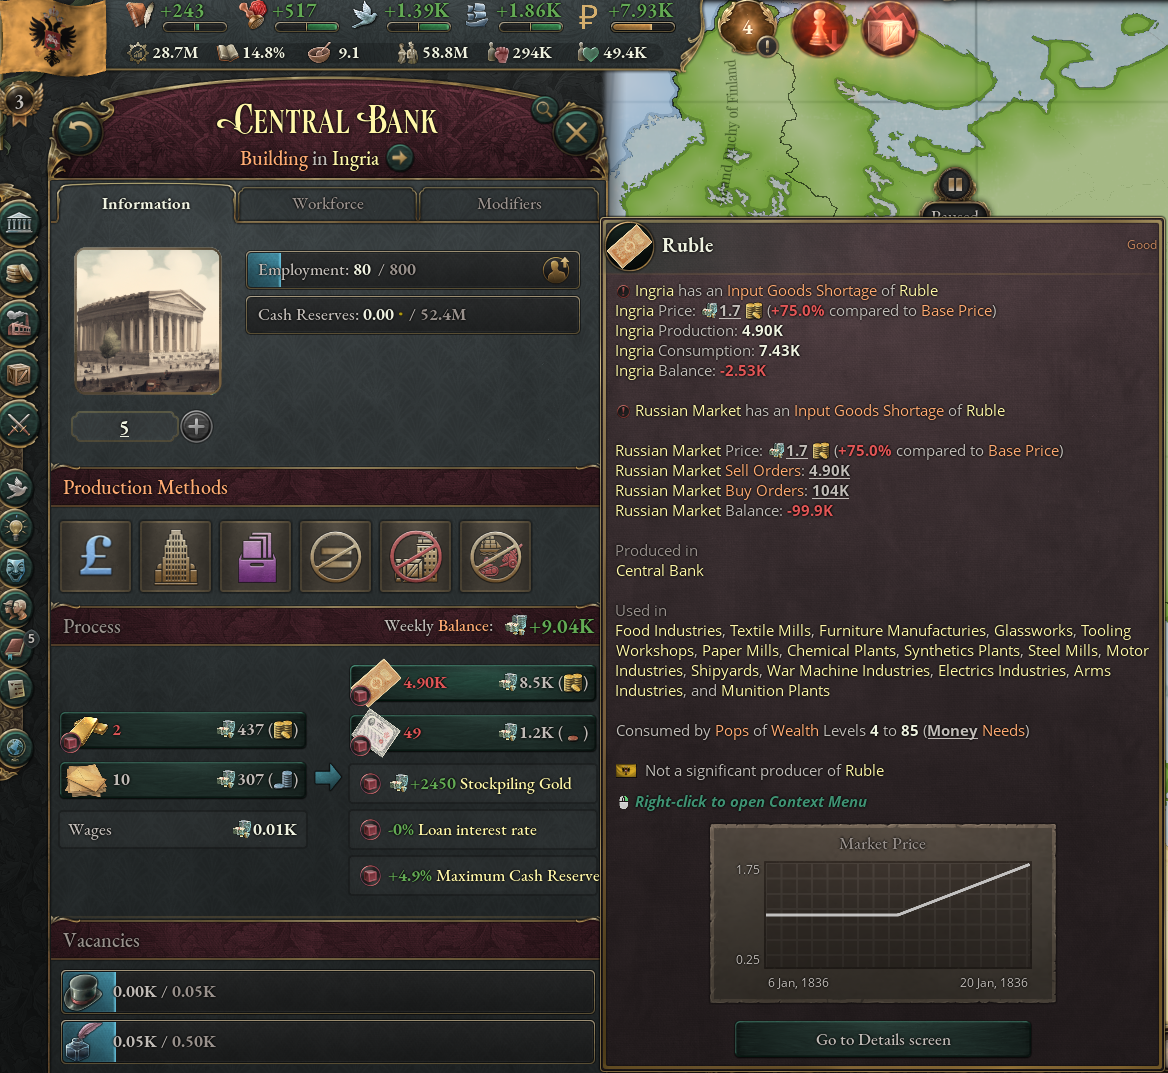 +243 +517 +1.39K +1.86K +7.93K
28.7M 14.8% 9.1 58.8M 294K 49.4K
4
3
Central Bank
Building in Ingria
Information Workforce Modifiers
Employment: 80 / 800
Cash Reserves: 0.00 / 52.4M
5
Production Methods
£
Process Weekly Balance: +9.04K
4.90K 8.5K ( )
2 437 ( )
49 1.2K ( )
10 307 ( )
+2450 Stockpiling Gold
Wages 0.01K
-0% Loan interest rate
+4.9% Maximum Cash Reserve
Vacancies
0.00K / 0.05K
0.05K / 0.50K
5
Grand Duchy of Finland
Paused
Ruble Good
Ingria has an Input Goods Shortage of Ruble
Ingria Price: 1.7 (+75.0% compared to Base Price)
Ingria Production: 4.90K
Ingria Consumption: 7.43K
Ingria Balance: -2.53K
Russian Market has an Input Goods Shortage of Ruble
Russian Market Price: 1.7 (+75.0% compared to Base Price)
Russian Market Sell Orders: 4.90K
Russian Market Buy Orders: 104K
Russian Market Balance: -99.9K
Produced in
Central Bank
Used in
Food Industries, Textile Mills, Furniture Manufacturies, Glassworks, Tooling
Workshops, Paper Mills, Chemical Plants, Synthetics Plants, Steel Mills, Motor
Industries, Shipyards, War Machine Industries, Electrics Industries, Arms
Industries, and Munition Plants
Consumed by Pops of Wealth Levels 4 to 85 (Money Needs)
Not a significant producer of Ruble
Right-click to open Context Menu
Market Price
1.75
0.25
6 Jan, 1836 20 Jan, 1836
Go to Details screen